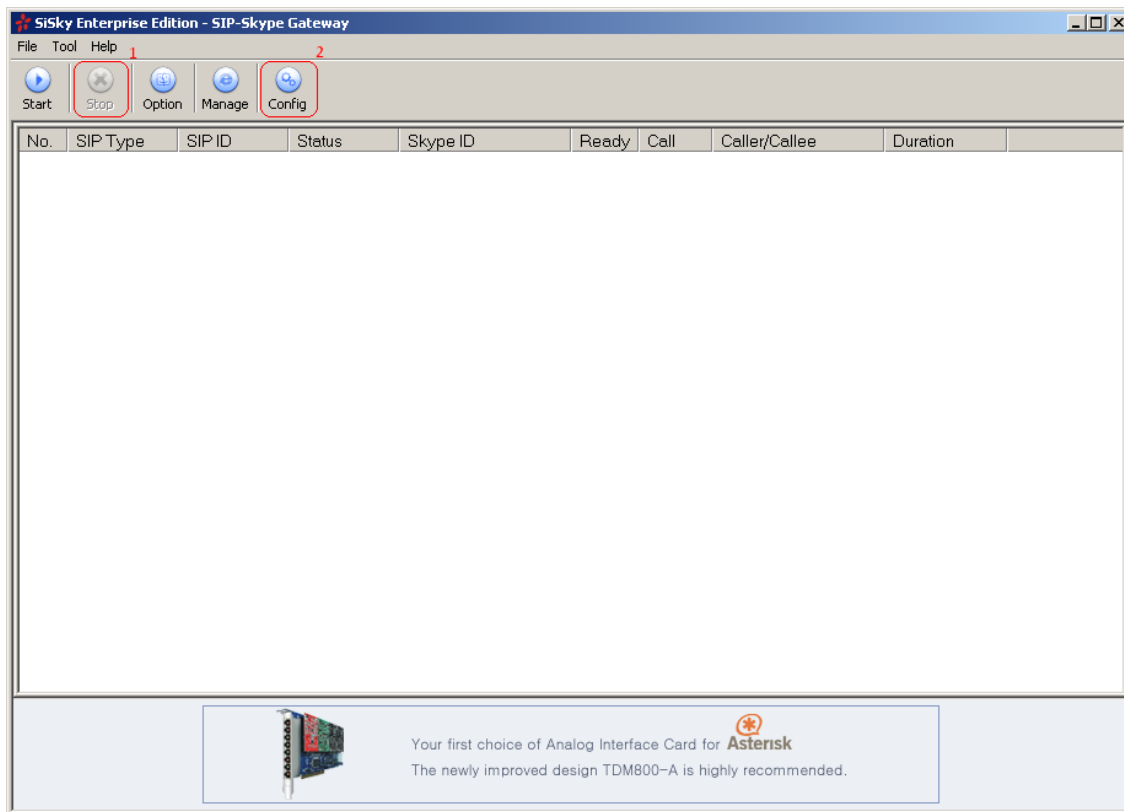 SiSky Enterprise Edition - SIP-Skype Gateway
File Tool Help
1 2
Start Stop Option Manage Config
No. SIP Type SIP ID Status Skype ID Ready Call Caller/Callee Duration
Your first choice of Analog Interface Card for Asterisk
The newly improved design TDM800-A is highly recommended.